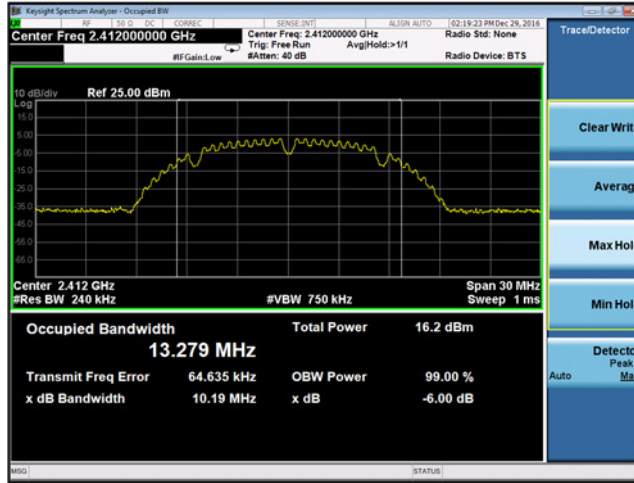 Keysight Spectrum Analyzer - Occupied BW
RF 50 Ω DC CORREC SENSE:INT ALIGN AUTO 02:19:23 PM Dec 29, 2016
Center Freq 2.412000000 GHz
Center Freq: 2.412000000 GHz
Radio Std: None
Trig: Free Run Avg|Hold:>1/1
#IFGain:Low
#Atten: 40 dB
Radio Device: BTS
10 dB/div Ref 25.00 dBm
Log
15.0
5.00
-5.00
-15.0
-25.0
-35.0
-45.0
-55.0
-65.0
Center 2.412 GHz Span 30 MHz
#Res BW 240 kHz #VBW 750 kHz Sweep 1 ms
Occupied Bandwidth Total Power 16.2 dBm
13.279 MHz
Transmit Freq Error 64.635 kHz OBW Power 99.00 %
x dB Bandwidth 10.19 MHz x dB -6.00 dB
MSG STATUS
Trace/Detector
Clear Writ
Averag
Max Hol
Min Hol
Detecto
Peak
Auto Ma